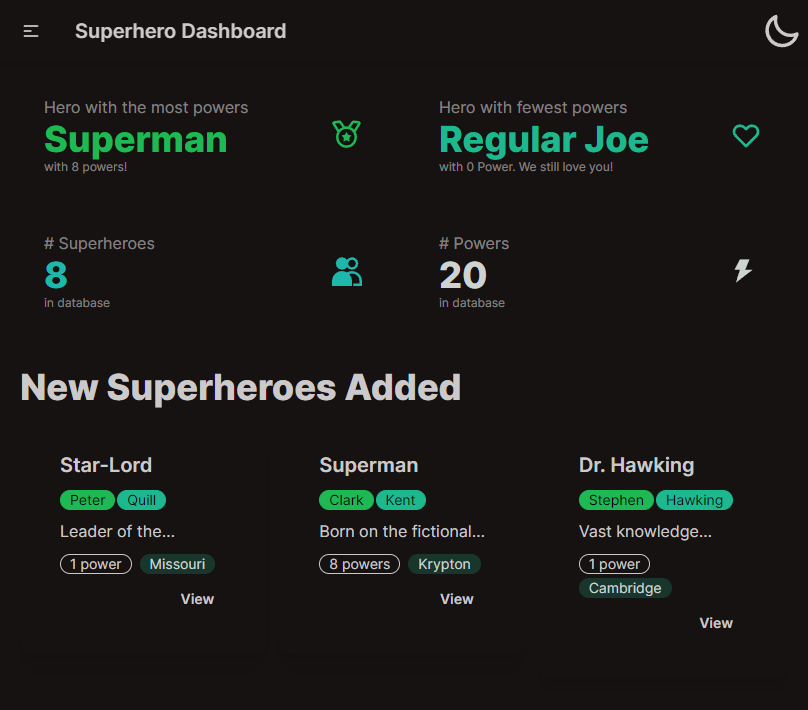 Superhero Dashboard
Hero with the most powers
Superman
with 8 powers!
Hero with fewest powers
Regular Joe
with 0 Power. We still love you!
# Superheroes
8
in database
# Powers
20
in database
New Superheroes Added
Star-Lord
Peter Quill
Leader of the...
1 power Missouri
View
Superman
Clark Kent
Born on the fictional...
8 powers Krypton
View
Dr. Hawking
Stephen Hawking
Vast knowledge...
1 power
Cambridge
View